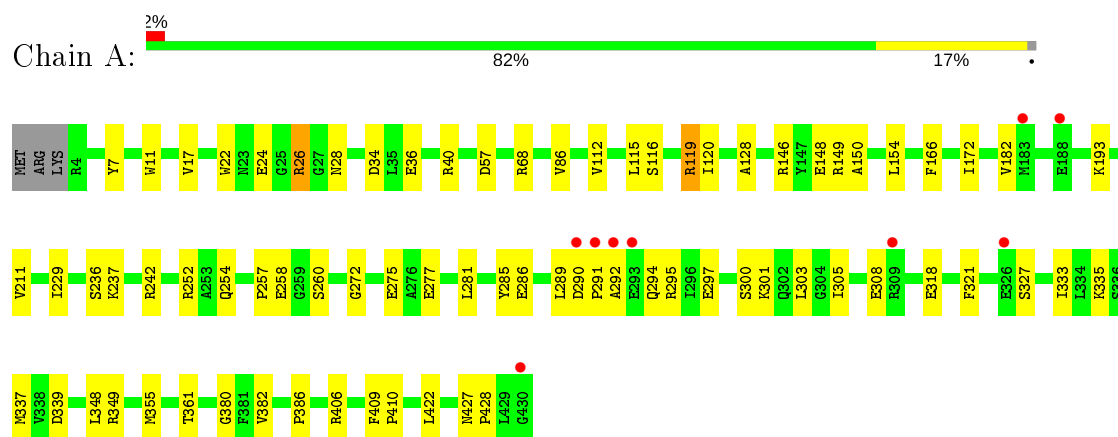 2%
Chain A:
82% 17% •
MET ARG LYS R4 Y7 W11 V17 W22 N23 E24 G25 R26 G27 N28 D34 L35 E36 R40 D57 R68 V86 V112 L115 S116 R119 I120 A128 R146 Y147 E148 R149 A150 L154 F166 I172 V182 M183 E188 K193
V211 I229 S236 K237 R242 R252 A253 Q254 P257 E258 G259 S260 G272 E275 A276 E277 L281 Y285 E286 L289 D290 P291 A292 E293 Q294 R295 I296 E297 S300 K301 Q302 L303 G304 I305 E308 R309 E318 F321 E326 S327 I333 L334 K335 S336
M337 V338 D339 L348 R349 M355 T361 G380 F381 V382 P386 R406 F409 P410 L422 N427 P428 L429 G430